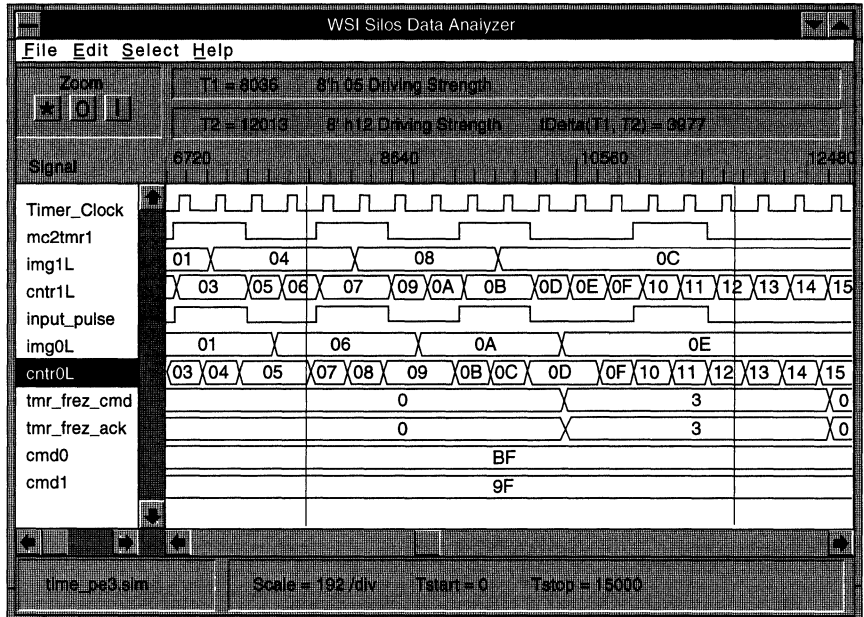 WSI Silos Data Analyzer
File Edit Select Help
Zoom
T1 = 8036 8'h 05 Driving Strength
T2 = 12013 8'h12 Driving Strength tDelta(T1, T2) = 3977
Signal
6720 8640 10560 12480
Timer_Clock
mc2tmr1
img1L 01 04 08 0C
cntr1L 03 05 06 07 09 0A 0B 0D 0E 0F 10 11 12 13 14 15
input_pulse
img0L 01 06 0A 0E
cntr0L 03 04 05 07 08 09 0B 0C 0D 0F 10 11 12 13 14 15
tmr_frez_cmd 0 3 0
tmr_frez_ack 0 3 0
cmd0 BF
cmd1 9F
time_pe3.sim Scale = 192 /div Tstart = 0 Tstop = 15000